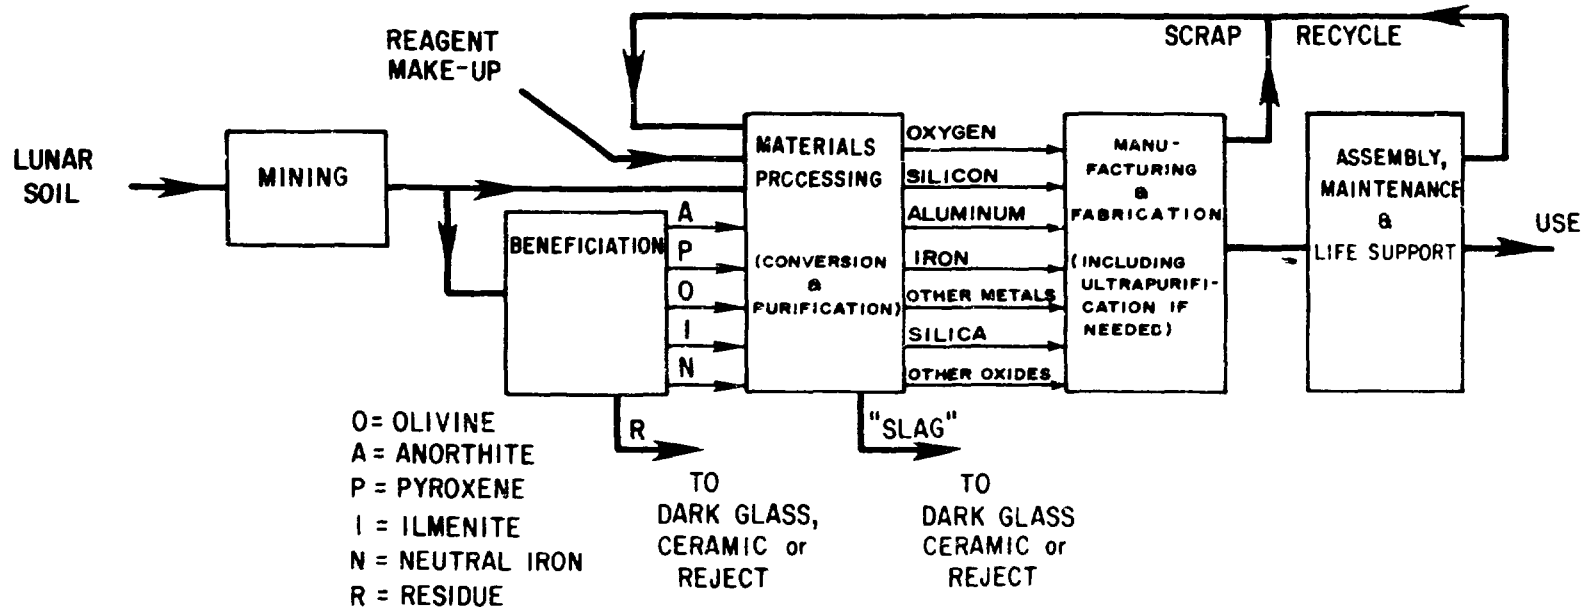 REAGENT
MAKE-UP
SCRAP
RECYCLE
LUNAR
SOIL
MINING
BENEFICIATION
A
P
O
I
N
R
MATERIALS
PRCCESSING
(CONVERSION
&
PURIFICATION)
"SLAG"
OXYGEN
SILICON
ALUMINUM
IRON
OTHER METALS
SILICA
OTHER OXIDES
MANU-
FACTURING
&
FABRICATION
(INCLUDING
ULTRAPURIFI-
CATION IF
NEEDED)
ASSEMBLY,
MAINTENANCE
&
LIFE SUPPORT
USE
O = OLIVINE
A = ANORTHITE
P = PYROXENE
I = ILMENITE
N = NEUTRAL IRON
R = RESIDUE
TO
DARK GLASS,
CERAMIC or
REJECT
TO
DARK GLASS
CERAMIC or
REJECT